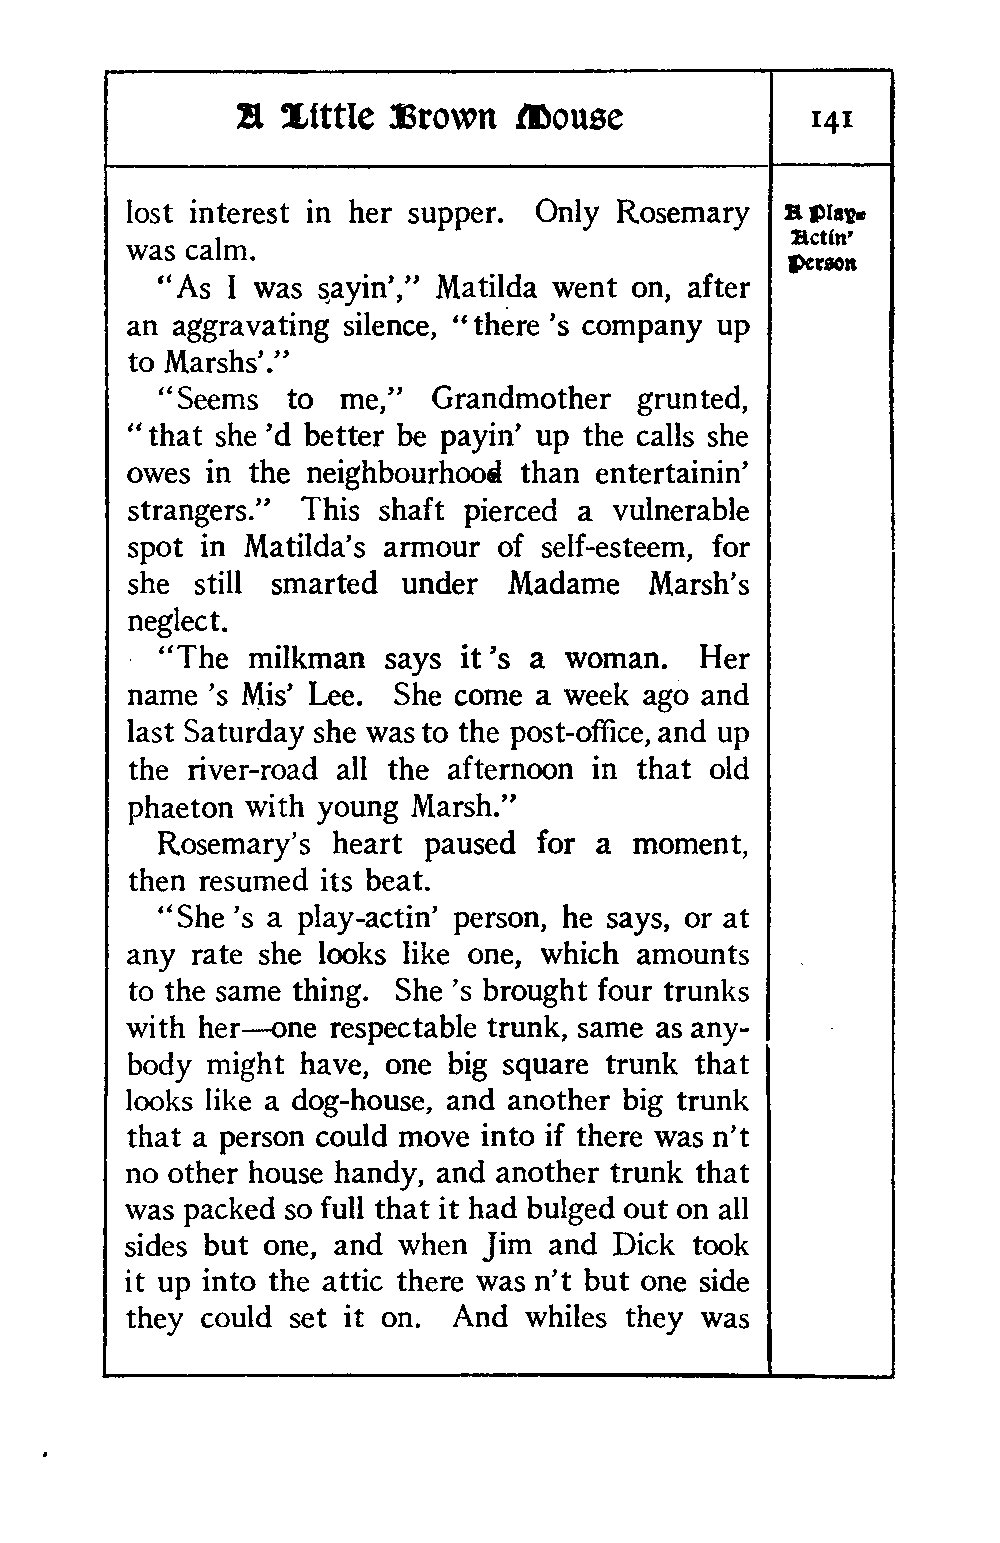 A Little Brown Mouse
141
lost interest in her supper. Only Rosemary
was calm.
"As I was sayin'," Matilda went on, after
an aggravating silence, "there 's company up
to Marshs'."
"Seems to me," Grandmother grunted,
"that she 'd better be payin' up the calls she
owes in the neighbourhood than entertainin'
strangers." This shaft pierced a vulnerable
spot in Matilda's armour of self-esteem, for
she still smarted under Madame Marsh's
neglect.
"The milkman says it 's a woman. Her
name 's Mis' Lee. She come a week ago and
last Saturday she was to the post-office, and up
the river-road all the afternoon in that old
phaeton with young Marsh."
Rosemary's heart paused for a moment,
then resumed its beat.
"She 's a play-actin' person, he says, or at
any rate she looks like one, which amounts
to the same thing. She 's brought four trunks
with her—one respectable trunk, same as any-
body might have, one big square trunk that
looks like a dog-house, and another big trunk
that a person could move into if there was n't
no other house handy, and another trunk that
was packed so full that it had bulged out on all
sides but one, and when Jim and Dick took
it up into the attic there was n't but one side
they could set it on. And whiles they was
A Play-
Actin'
Person